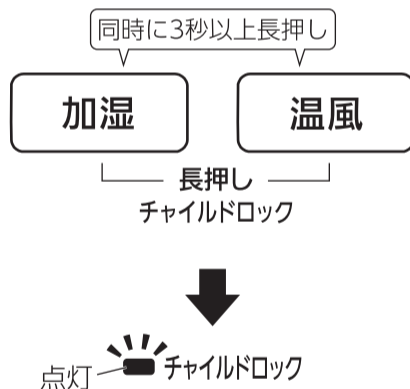 同時に3秒以上長押し
加湿
温風
長押し
チャイルドロック
点灯
チャイルドロック